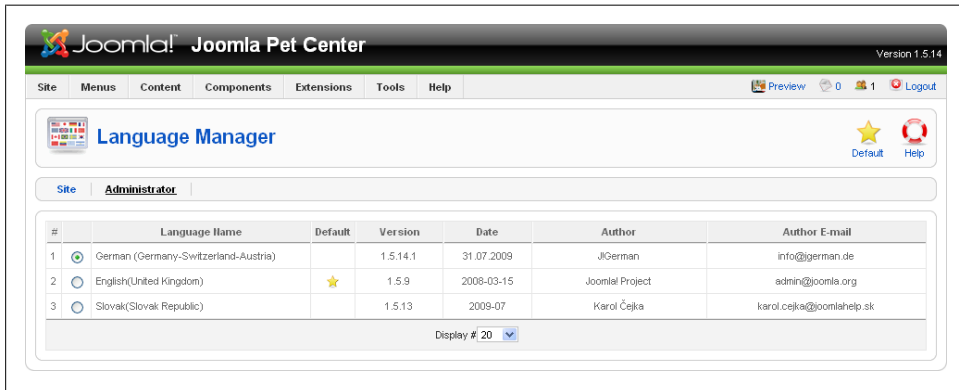 Joomla! Joomla Pet Center
Version 1.5.14
Site Menus Content Components Extensions Tools Help Preview 0 1 Logout
Language Manager
Default Help
Site Administrator
# Language Name Default Version Date Author Author E-mail
1 German (Germany-Switzerland-Austria) 1.5.14.1 31.07.2009 JGerman info@jgerman.de
2 English(United Kingdom) 1.5.9 2008-03-15 Joomla! Project admin@joomla.org
3 Slovak(Slovak Republic) 1.5.13 2009-07 Karol Čejka karol.cejka@joomlahelp.sk
Display # 20